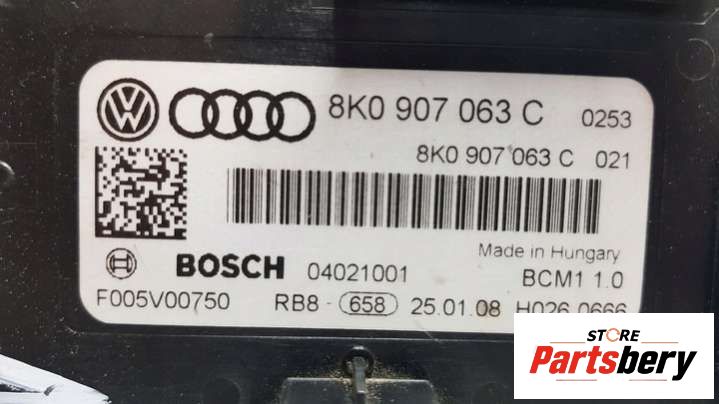 8K0 907 063 C 0253
8K0 907 063 C 021
Made in Hungary
BOSCH 04021001 BCM1 1.0
F005V00750 RB8 - 658 25.01.08 H026 0666
STORE
Partsbery